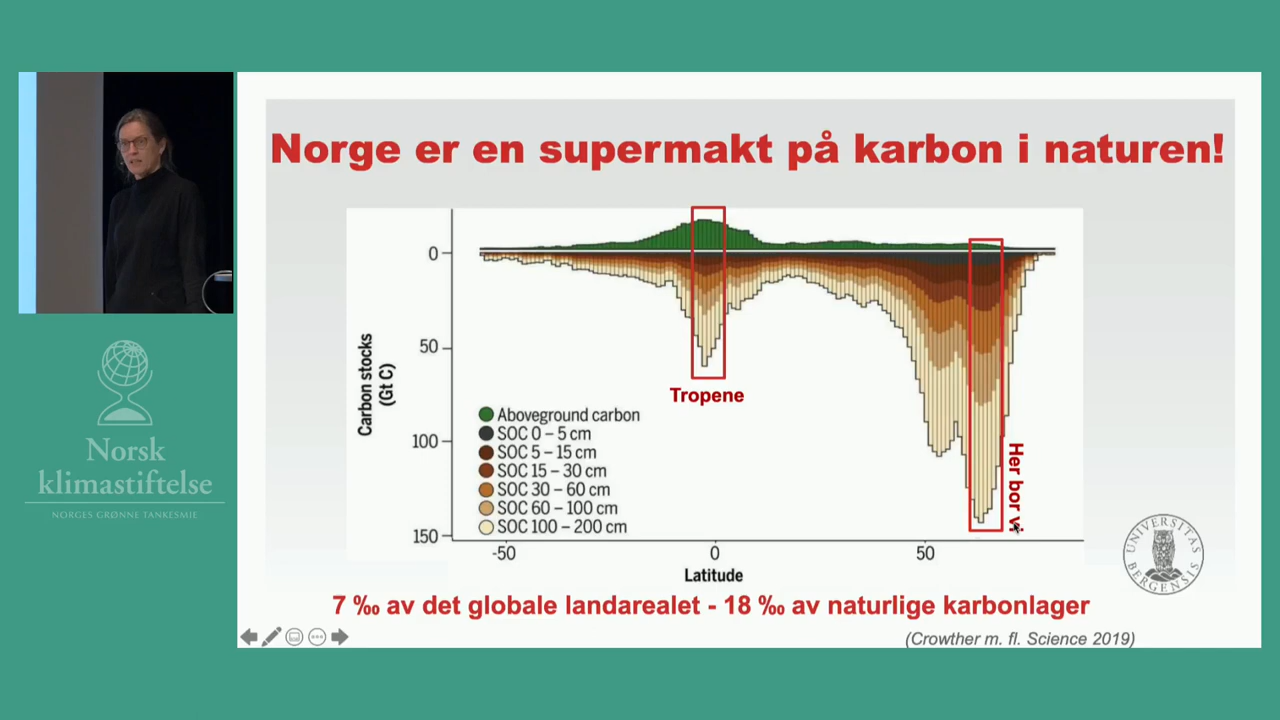 Norge er en supermakt på karbon i naturen!
0
50
100
150
Carbon stocks
(Gt C)
Tropene
Aboveground carbon
SOC 0 – 5 cm
SOC 5 – 15 cm
SOC 15 – 30 cm
SOC 30 – 60 cm
SOC 60 – 100 cm
SOC 100 – 200 cm
Her bor vi
-50
0
50
Latitude
7 ‰ av det globale landarealet - 18 ‰ av naturlige karbonlager
(Crowther m. fl. Science 2019)
UNIVERSITAS
BERGENSIS
Norsk
klimastiftelse
NORGES GRØNNE TANKESMIE